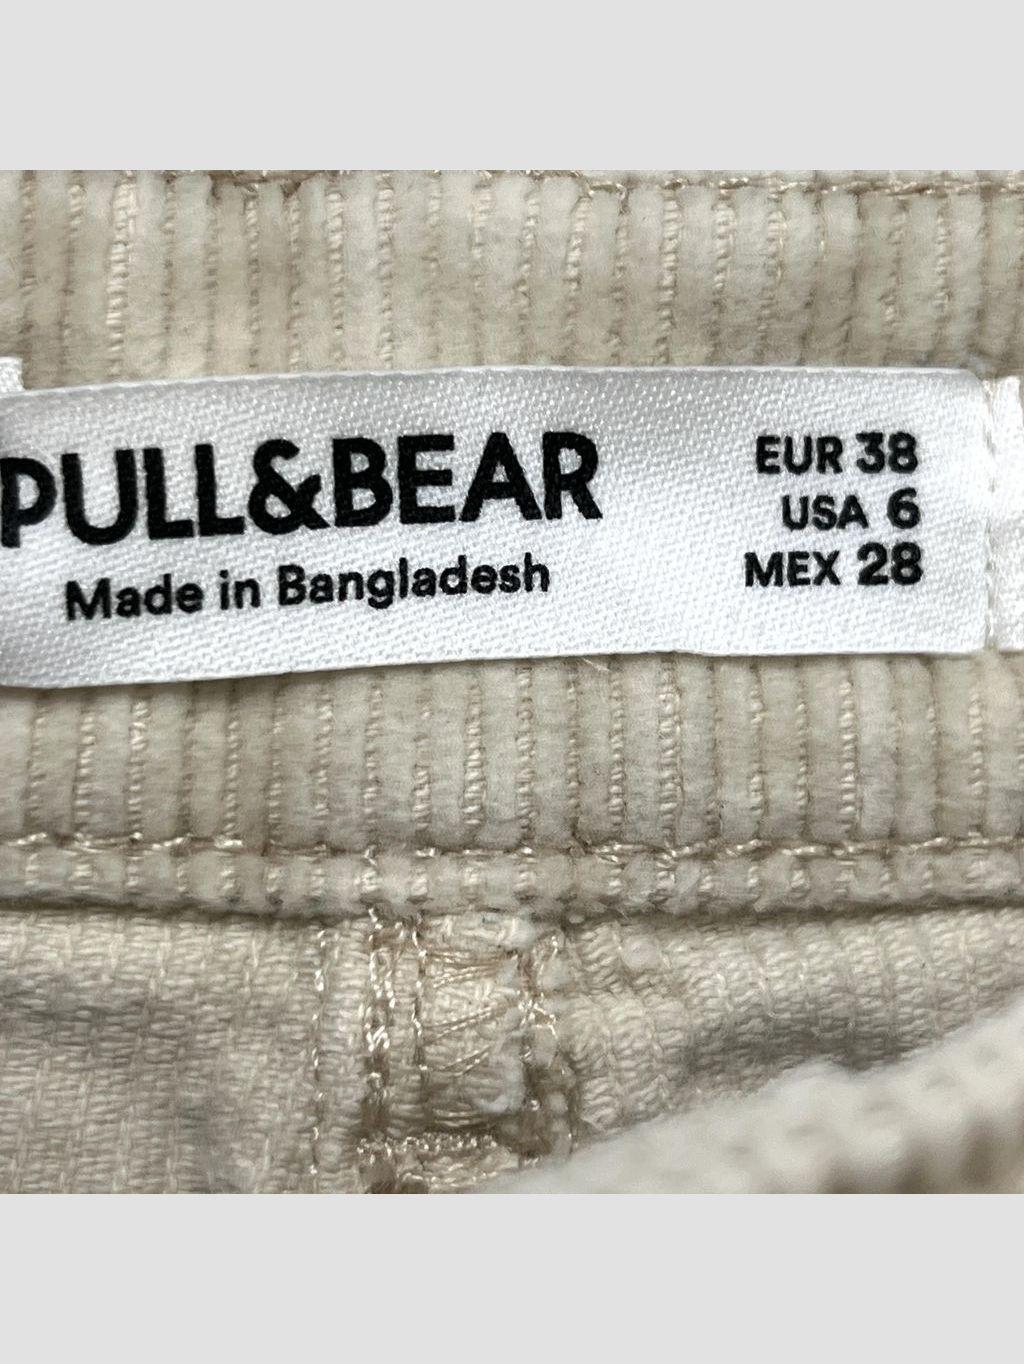 PULL&BEAR
Made in Bangladesh
EUR 38
USA 6
MEX 28